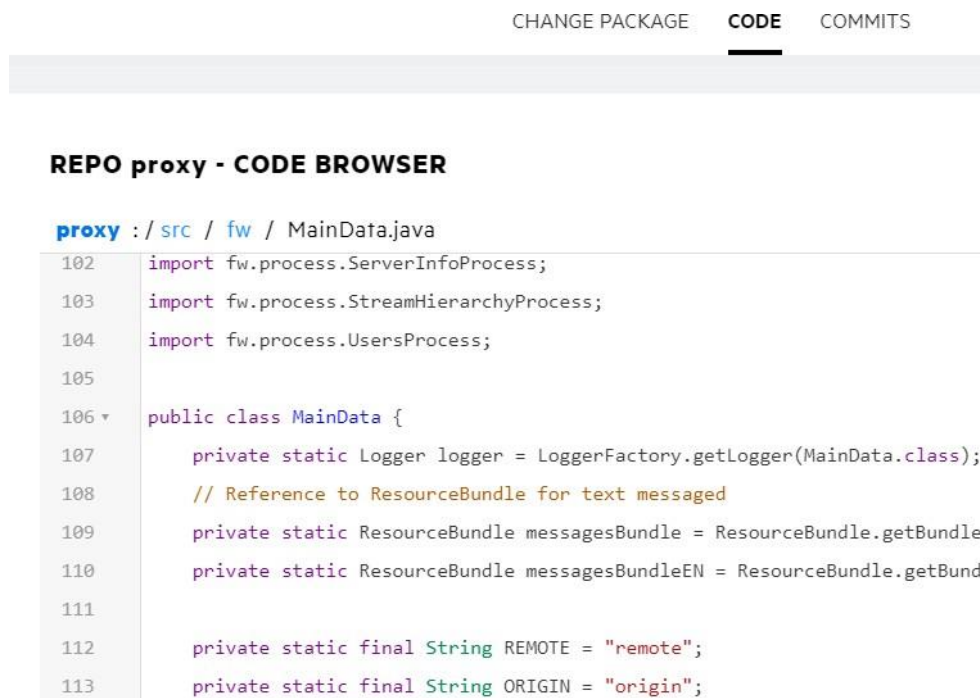 CHANGE PACKAGE CODE COMMITS
REPO proxy - CODE BROWSER
proxy : / src / fw / MainData.java
102 import fw.process.ServerInfoProcess;
103 import fw.process.StreamHierarchyProcess;
104 import fw.process.UsersProcess;
105
106 public class MainData {
107 private static Logger logger = LoggerFactory.getLogger(MainData.class);
108 // Reference to ResourceBundle for text messaged
109 private static ResourceBundle messagesBundle = ResourceBundle.getBundle
110 private static ResourceBundle messagesBundleEN = ResourceBundle.getBund
111
112 private static final String REMOTE = "remote";
113 private static final String ORIGIN = "origin";